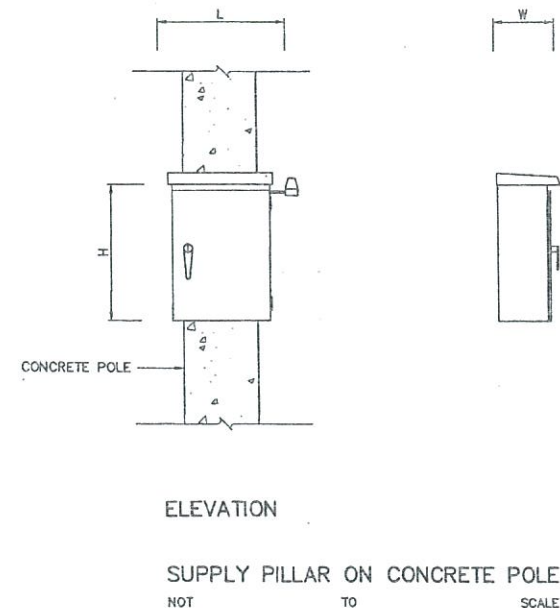 L
W
H
CONCRETE POLE
ELEVATION
SUPPLY PILLAR ON CONCRETE POLE
NOT TO SCALE